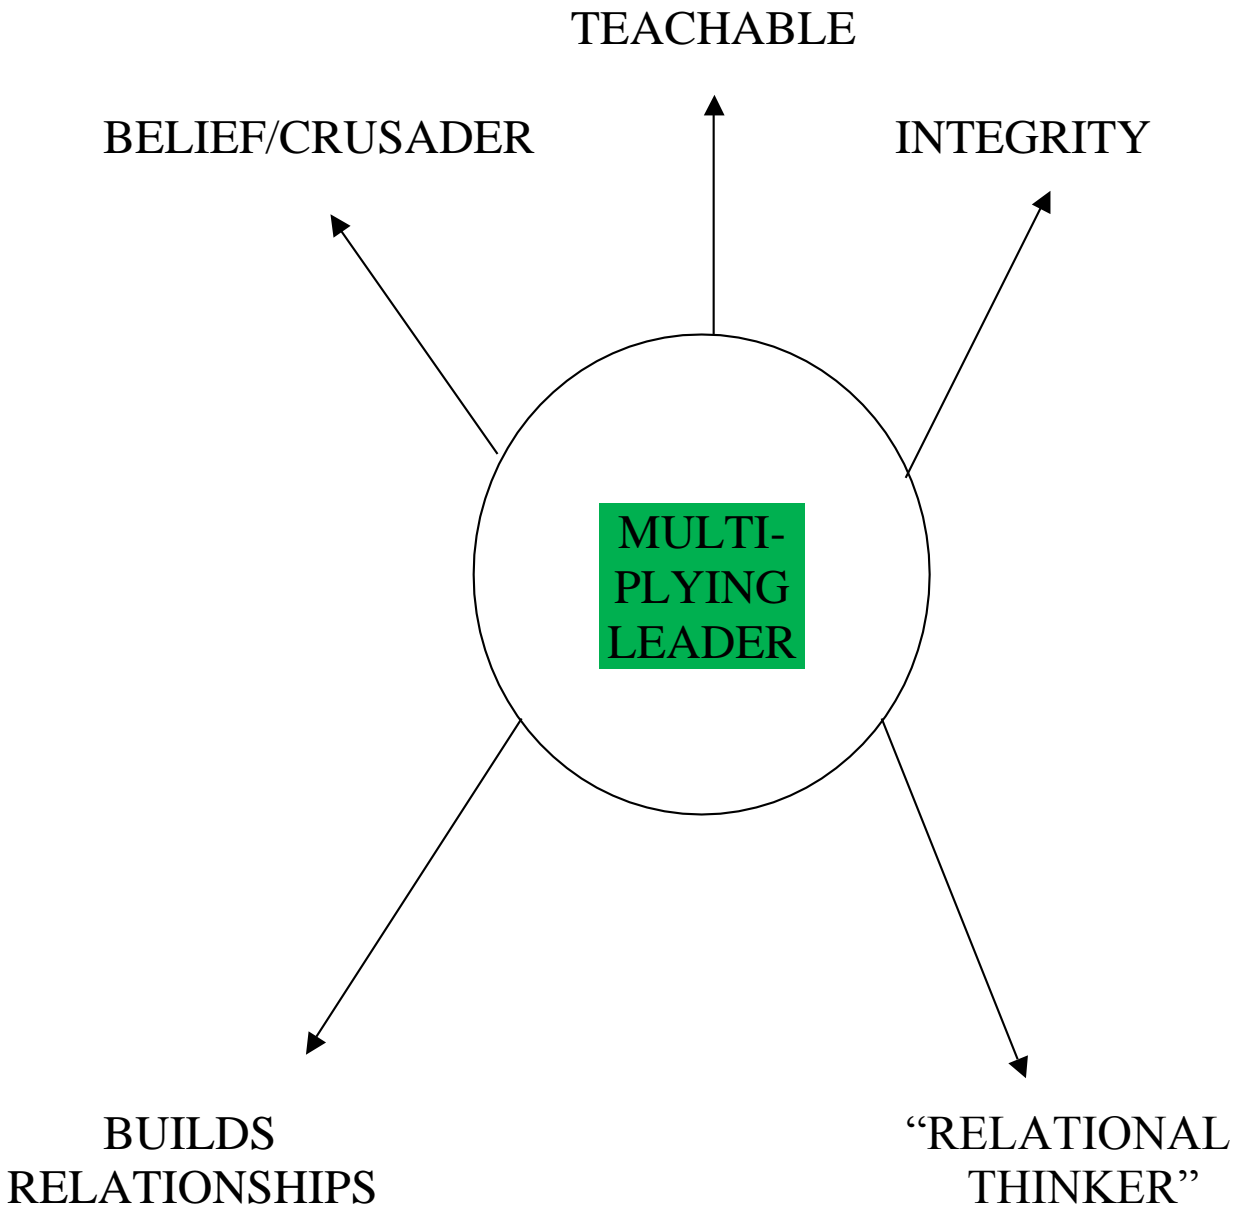 TEACHABLE
BELIEF/CRUSADER
INTEGRITY
MULTI-
PLYING
LEADER
BUILDS
RELATIONSHIPS
“RELATIONAL
THINKER”